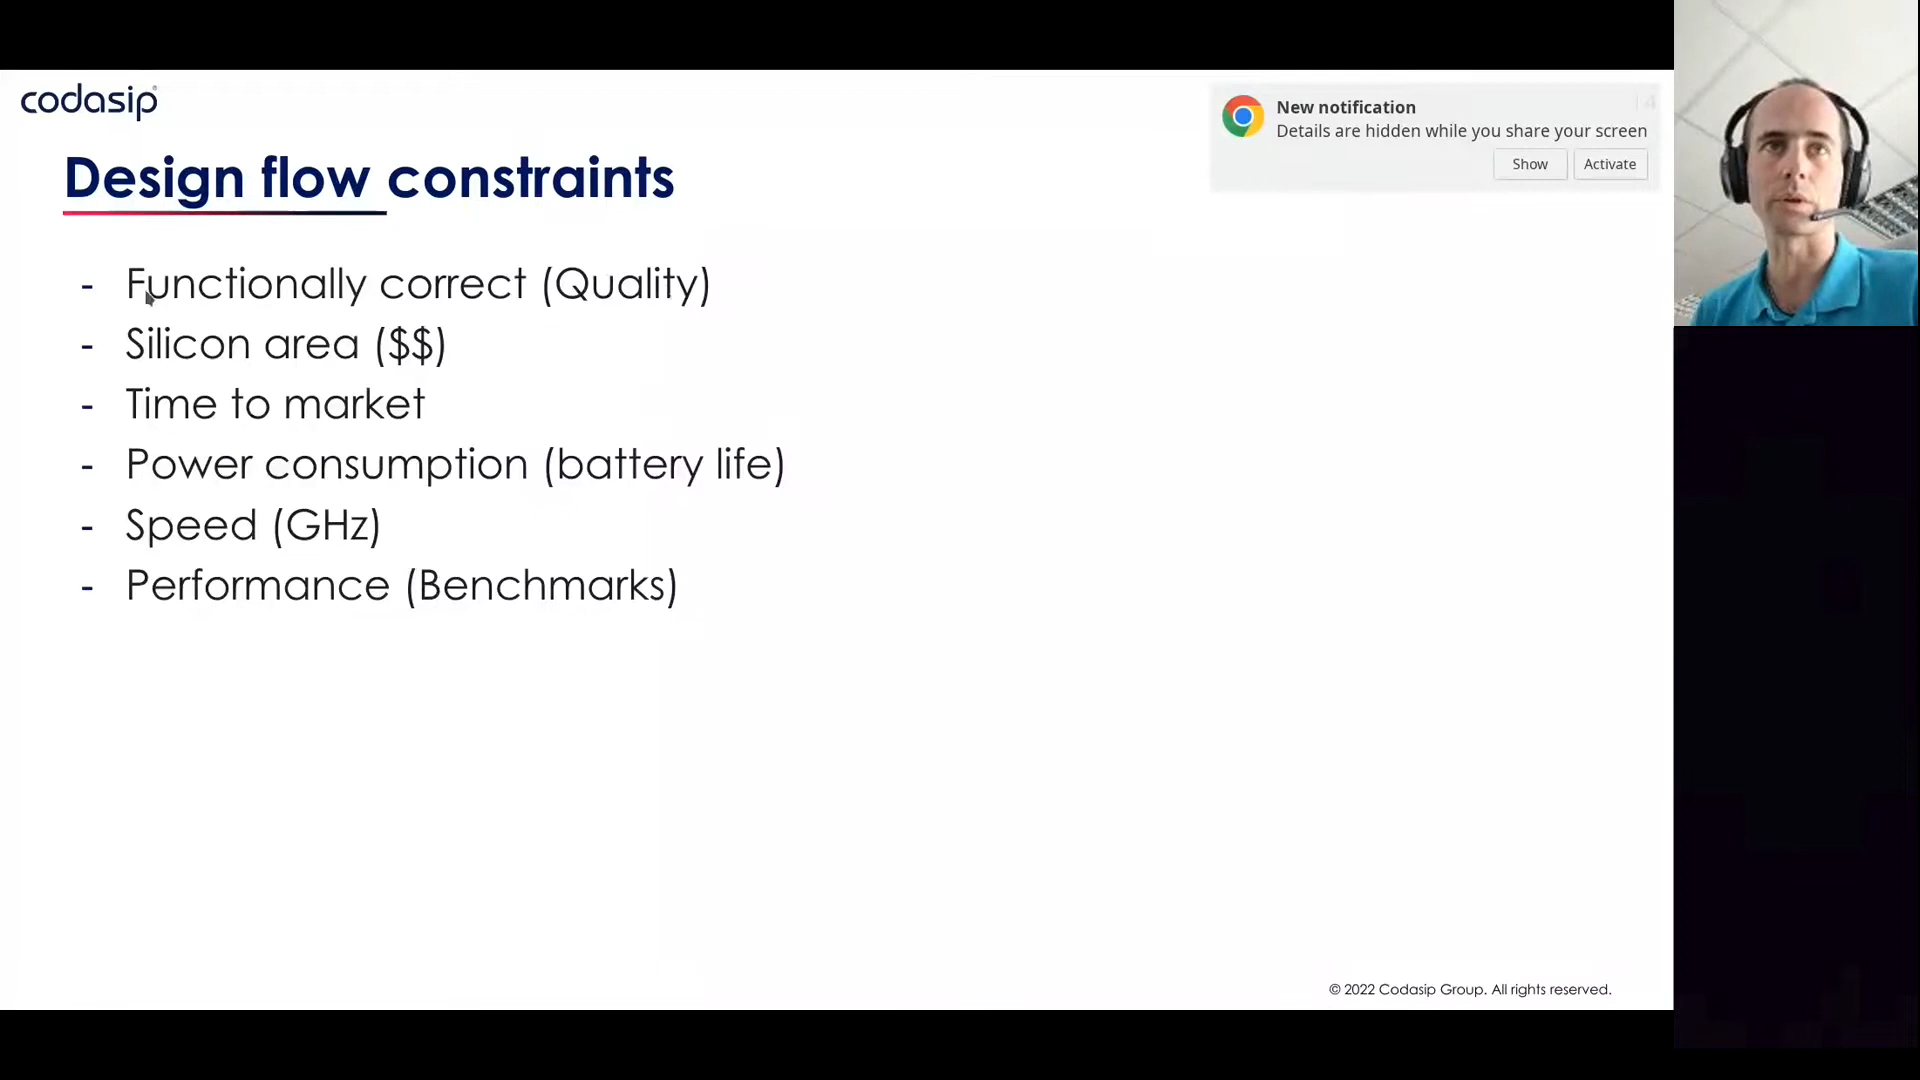 codasip
New notification
Details are hidden while you share your screen
Show Activate
Design flow constraints
- Functionally correct (Quality)
- Silicon area ($$)
- Time to market
- Power consumption (battery life)
- Speed (GHz)
- Performance (Benchmarks)
© 2022 Codasip Group. All rights reserved.